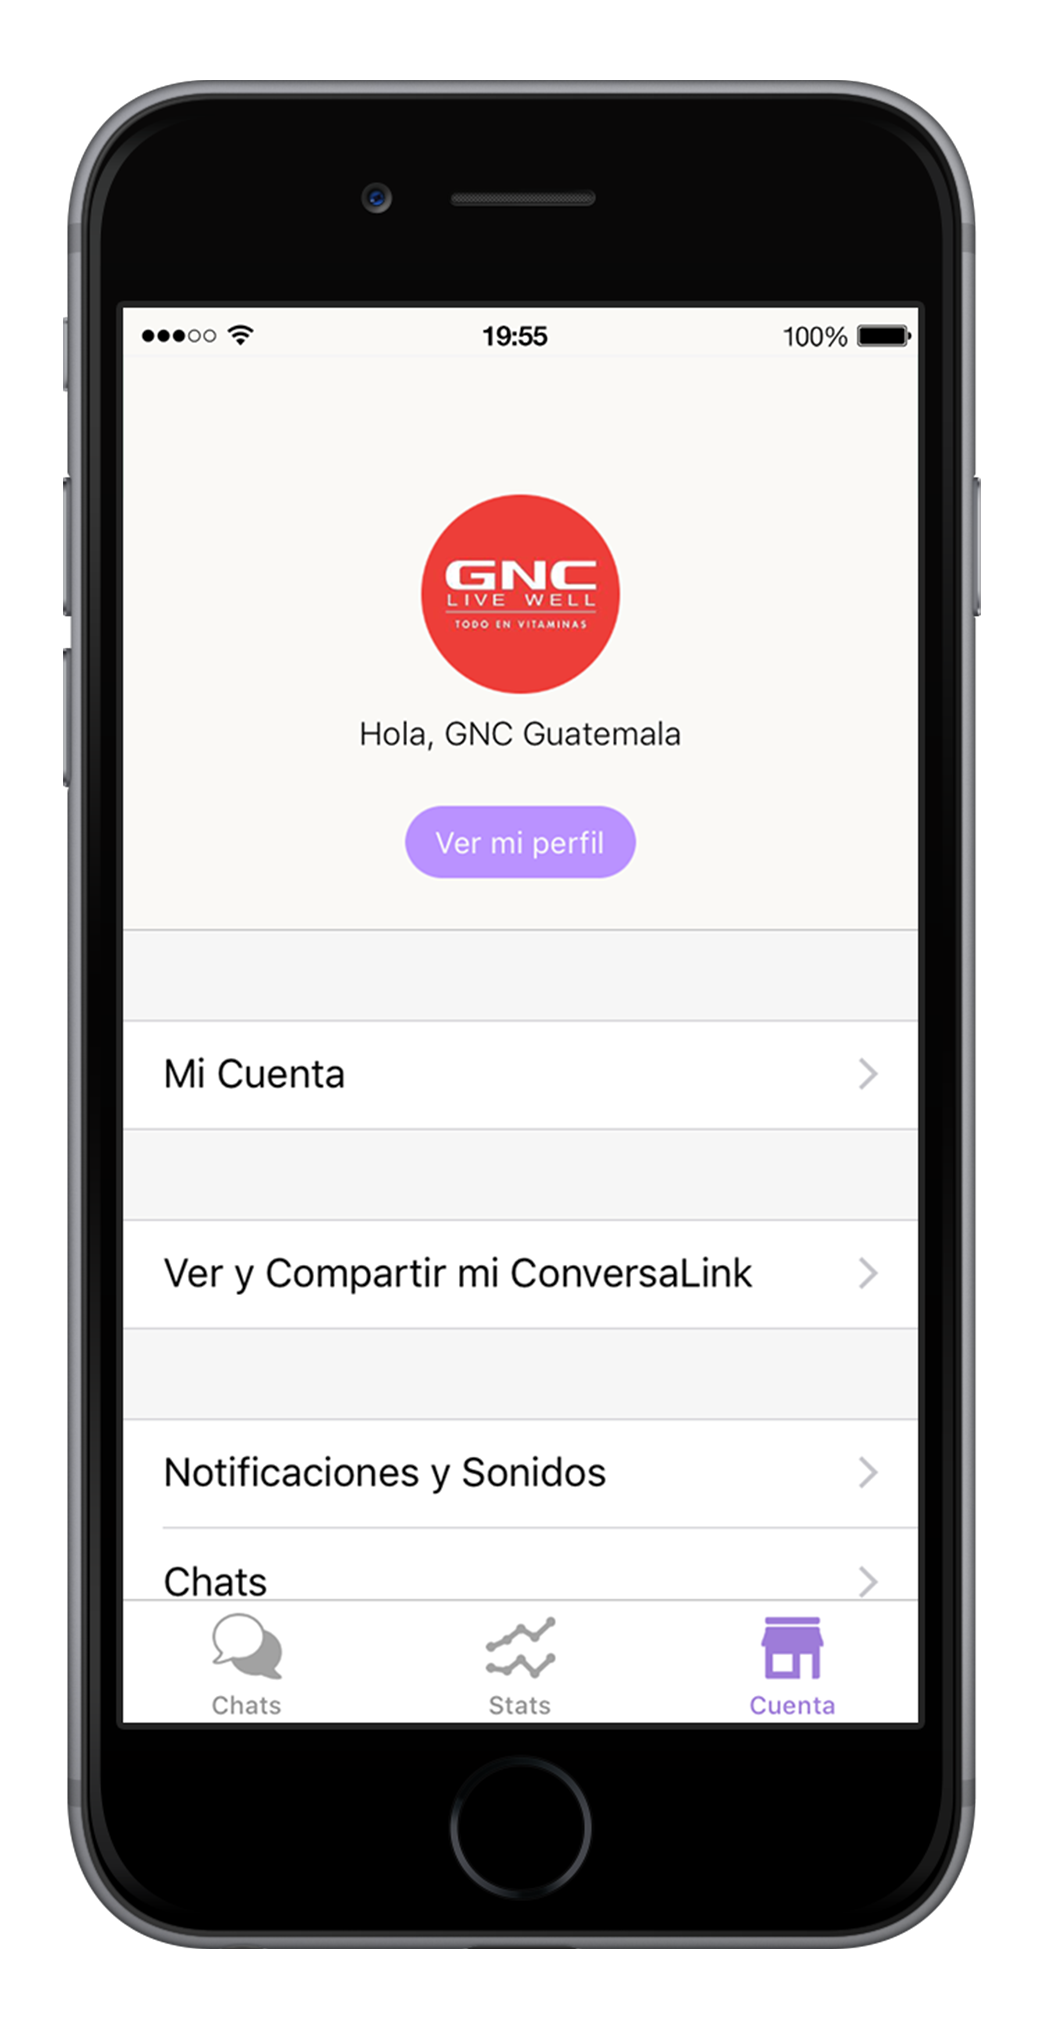 19:55
100%
GNC
LIVE WELL
TODO EN VITAMINAS
Hola, GNC Guatemala
Ver mi perfil
Mi Cuenta
Ver y Compartir mi ConversaLink
Notificaciones y Sonidos
Chats
Chats Stats Cuenta